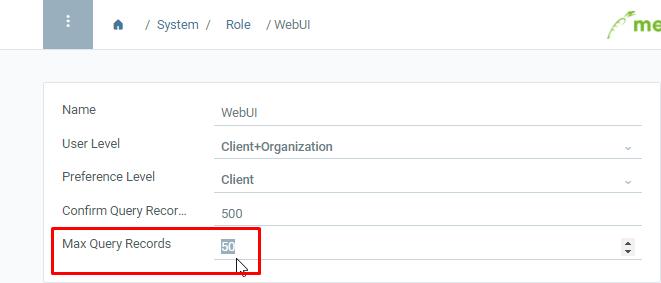 / System / Role / WebUI
me
Name WebUI
User Level Client+Organization
Preference Level Client
Confirm Query Recor... 500
Max Query Records 50